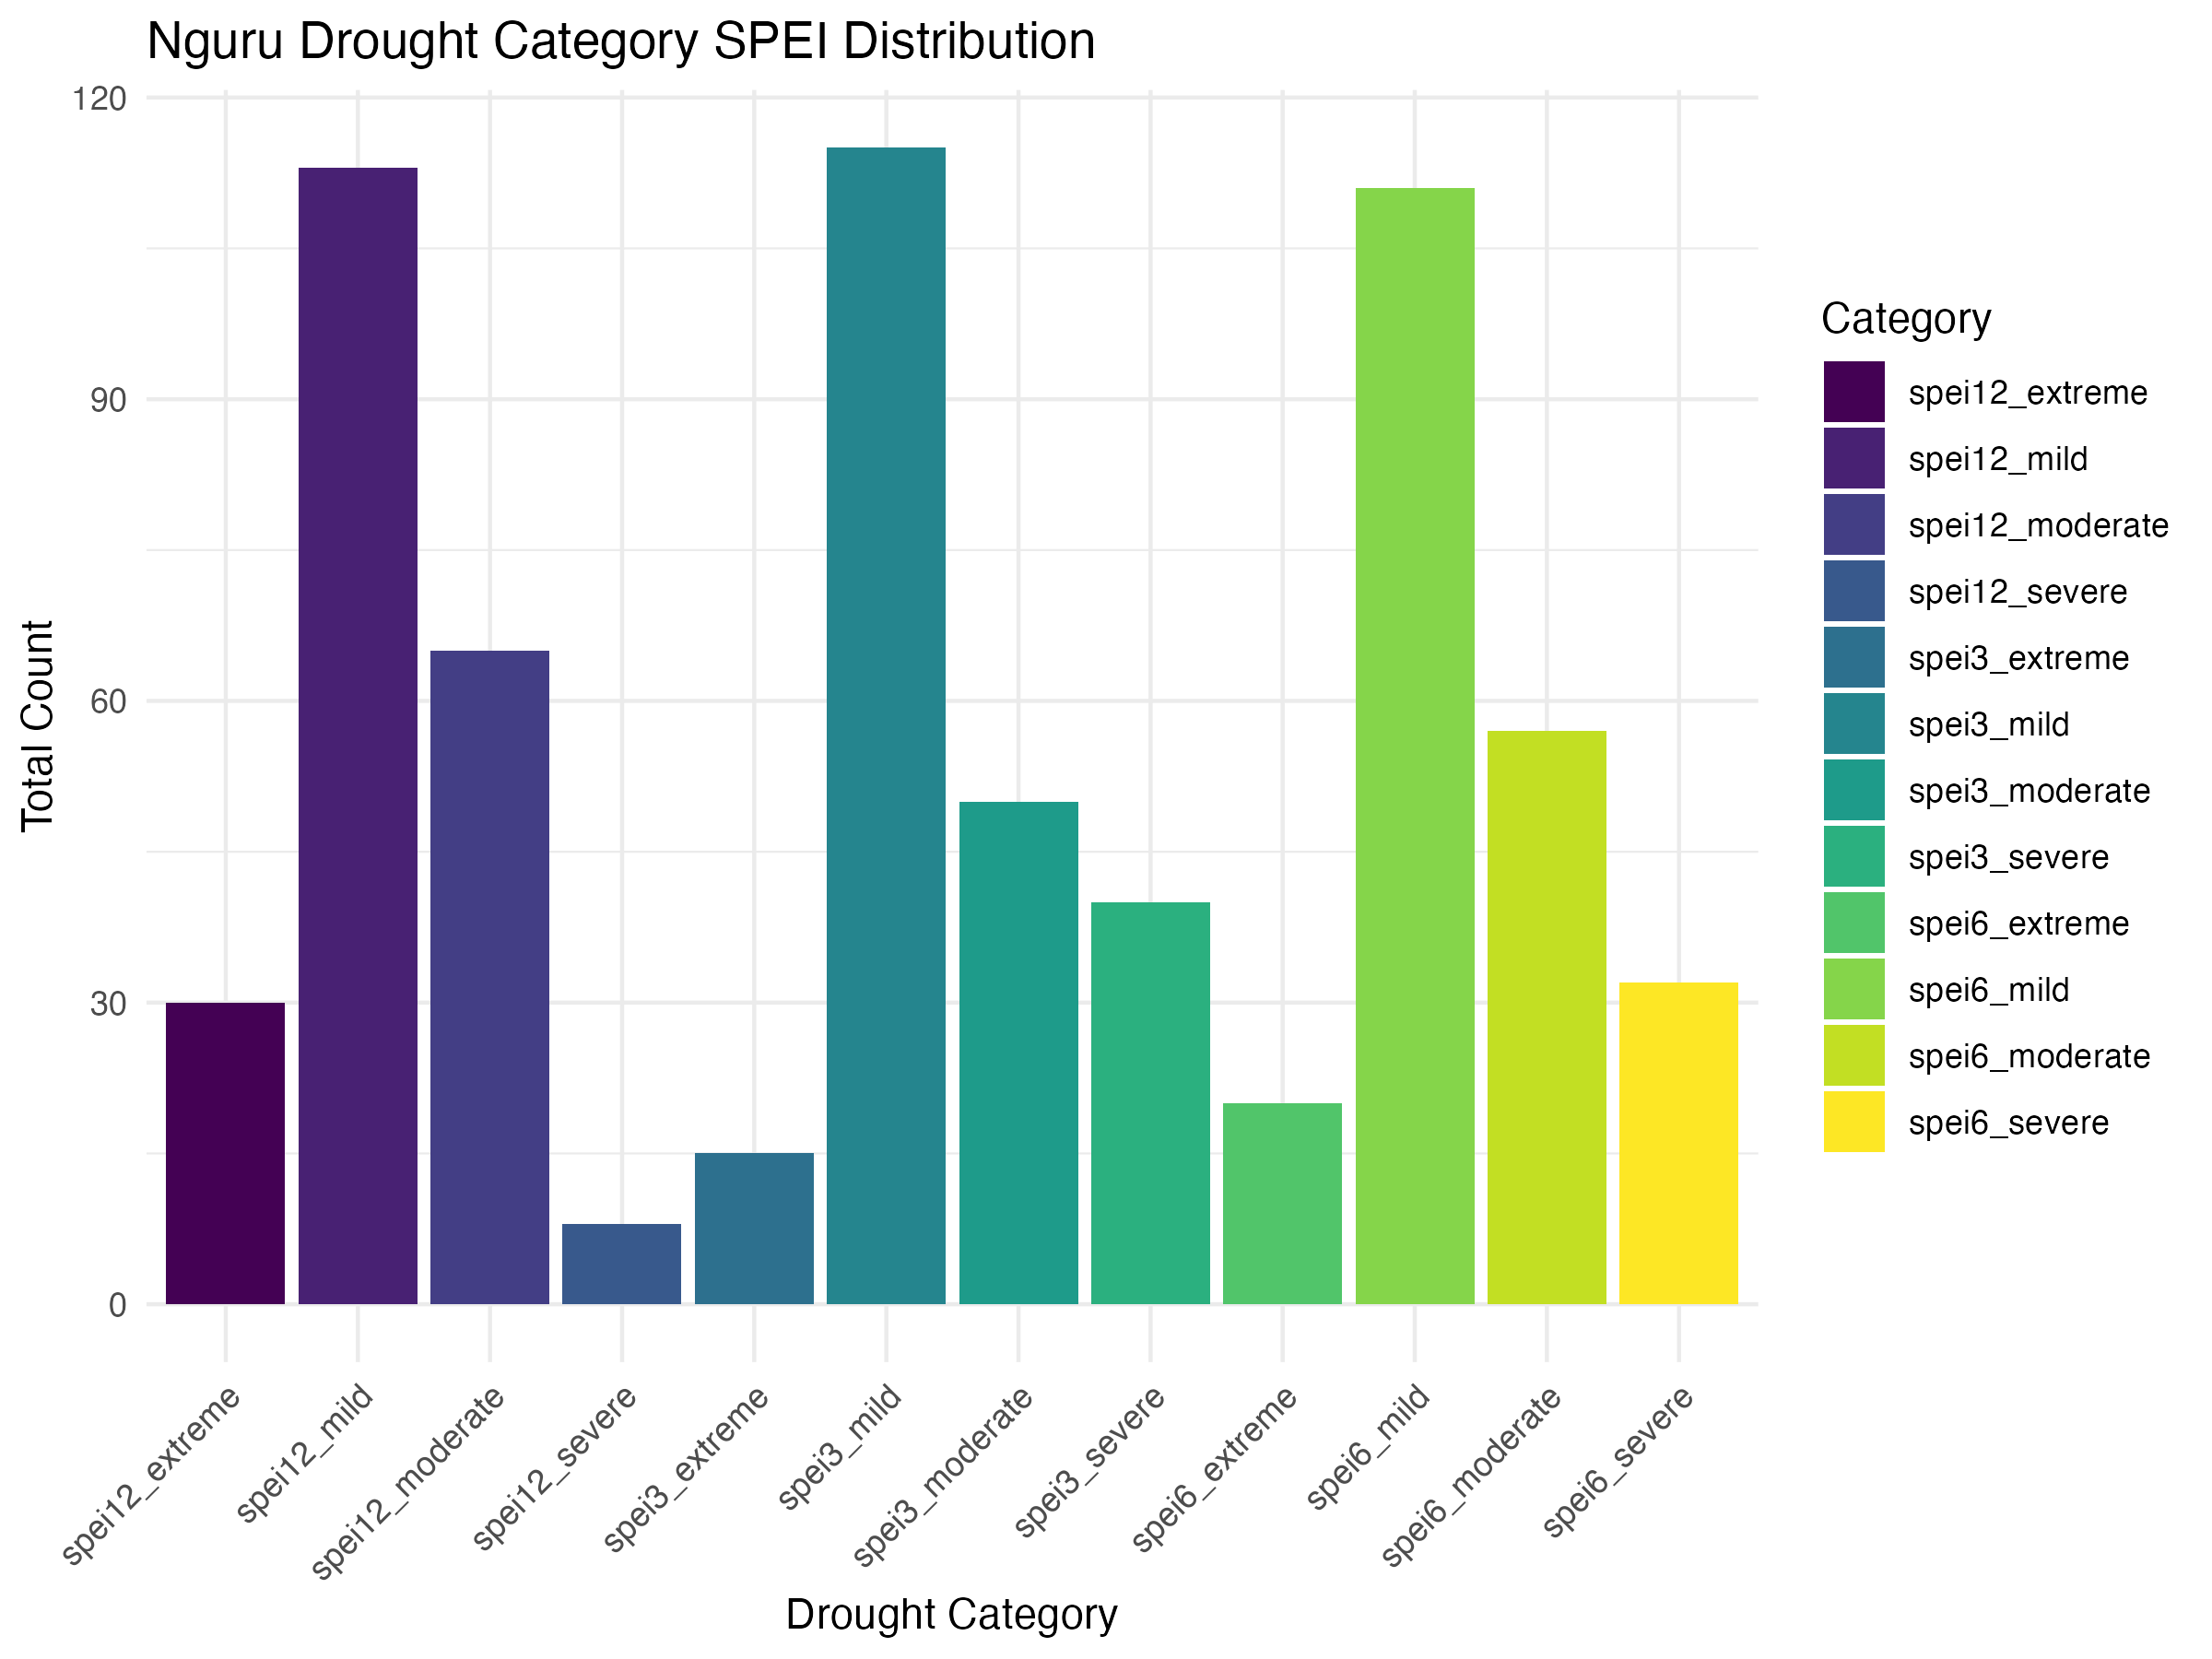 Nguru Drought Category SPEI Distribution
120
90
60
30
0
Total Count
spei12_extreme
spei12_mild
spei12_moderate
spei12_severe
spei3_extreme
spei3_mild
spei3_moderate
spei3_severe
spei6_extreme
spei6_mild
spei6_moderate
spei6_severe
Drought Category
Category
spei12_extreme
spei12_mild
spei12_moderate
spei12_severe
spei3_extreme
spei3_mild
spei3_moderate
spei3_severe
spei6_extreme
spei6_mild
spei6_moderate
spei6_severe